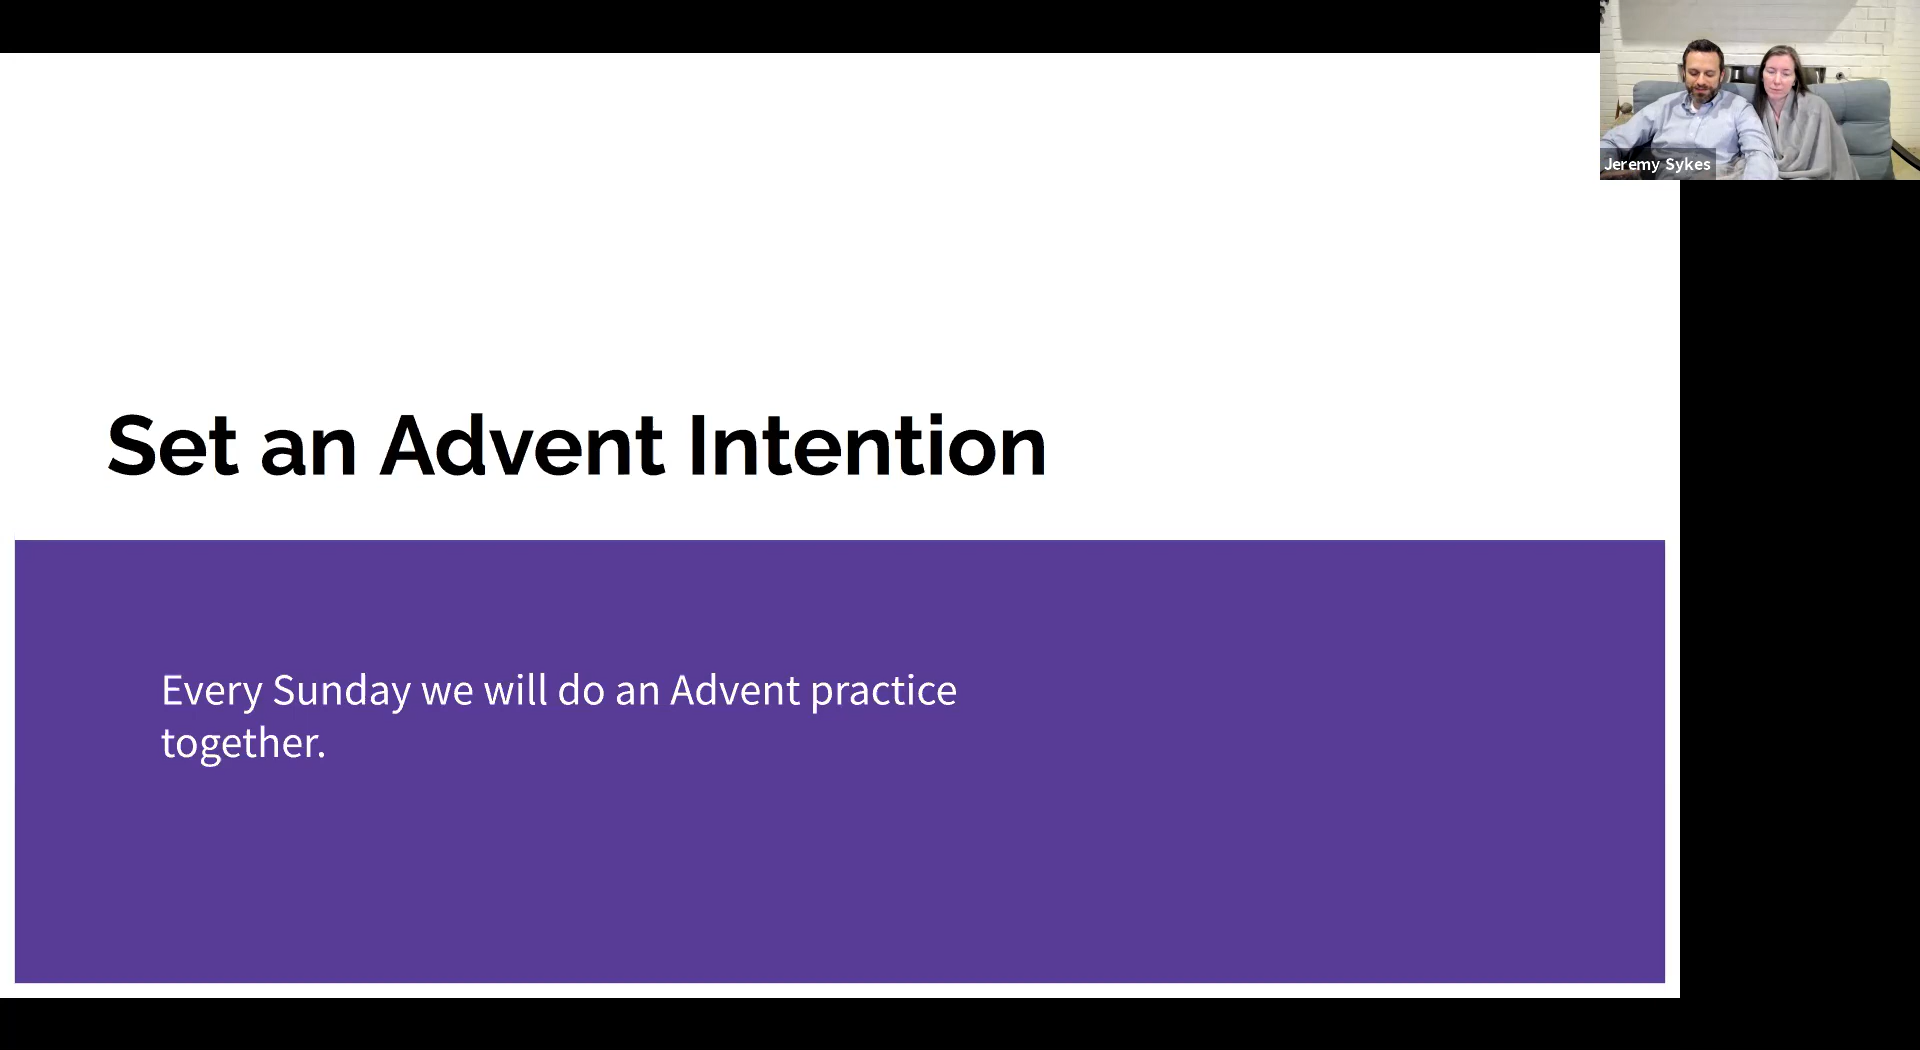 Jeremy Sykes
Set an Advent Intention
Every Sunday we will do an Advent practice
together.